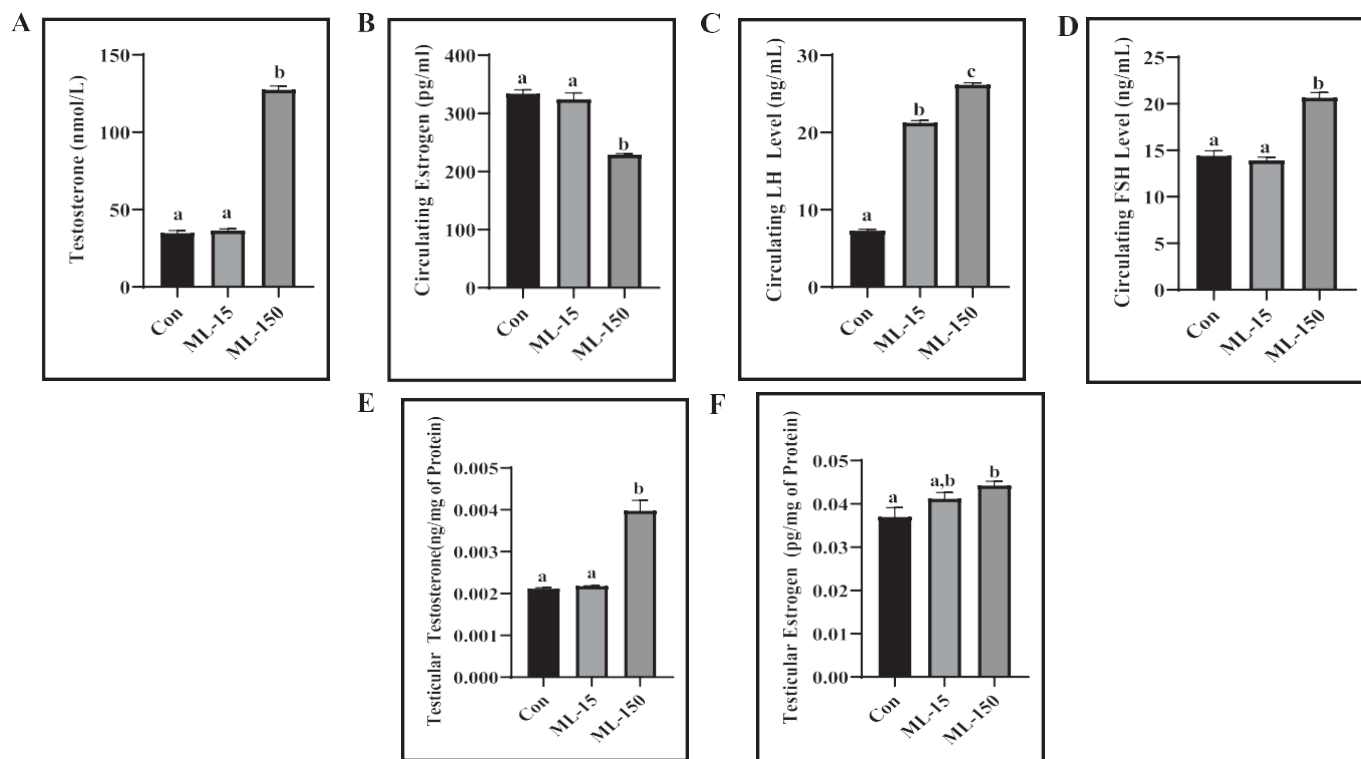 A
Testosterone (nmol/L)
150
100
50
0
a
a
b
Con
ML-15
ML-150
B
Circulating Estrogen (pg/ml)
400
300
200
100
0
a
a
b
Con
ML-15
ML-150
C
Circulating LH Level (ng/mL)
30
20
10
0
a
b
c
Con
ML-15
ML-150
D
Circulating FSH Level (ng/mL)
25
20
15
10
5
0
a
a
b
Con
ML-15
ML-150
E
Testicular Testosterone(ng/mg of Protein)
0.005
0.004
0.003
0.002
0.001
0.000
a
a
b
Con
ML-15
ML-150
F
Testicular Estrogen (pg/mg of Protein)
0.05
0.04
0.03
0.02
0.01
0.00
a
a,b
b
Con
ML-15
ML-150